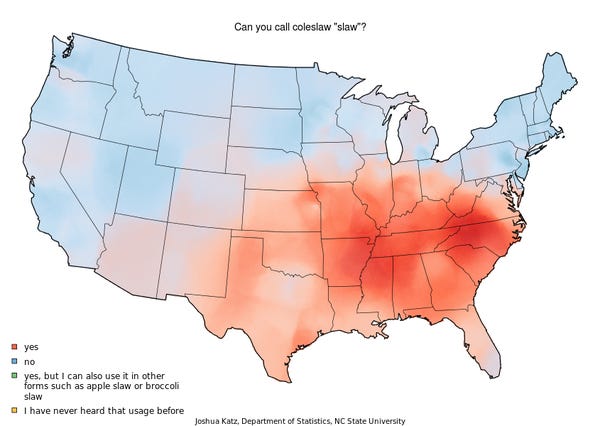 Can you call coleslaw "slaw"?
yes
no
yes, but I can also use it in other
forms such as apple slaw or broccoli
slaw
I have never heard that usage before
Joshua Katz, Department of Statistics, NC State University